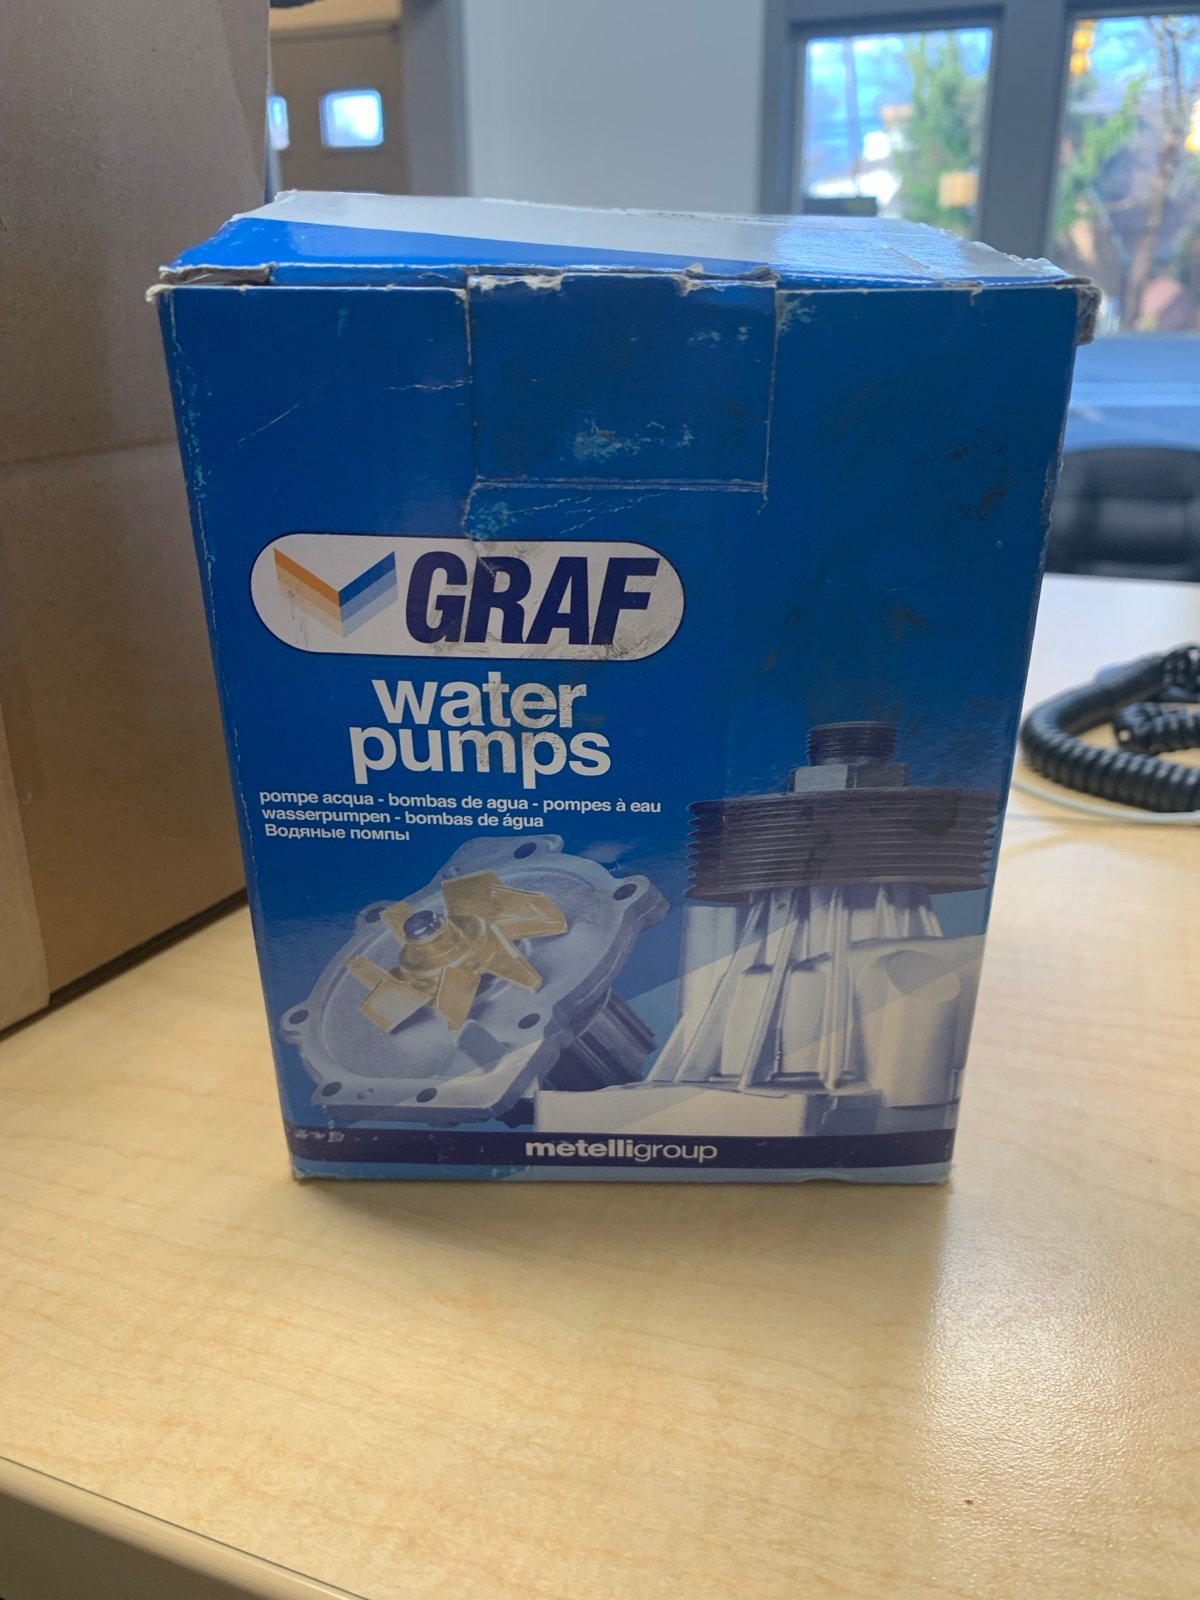 GRAF
water
pumps
pompe acqua - bombas de agua - pompes à eau
wasserpumpen - bombas de água
Водяные помпы
metelligroup